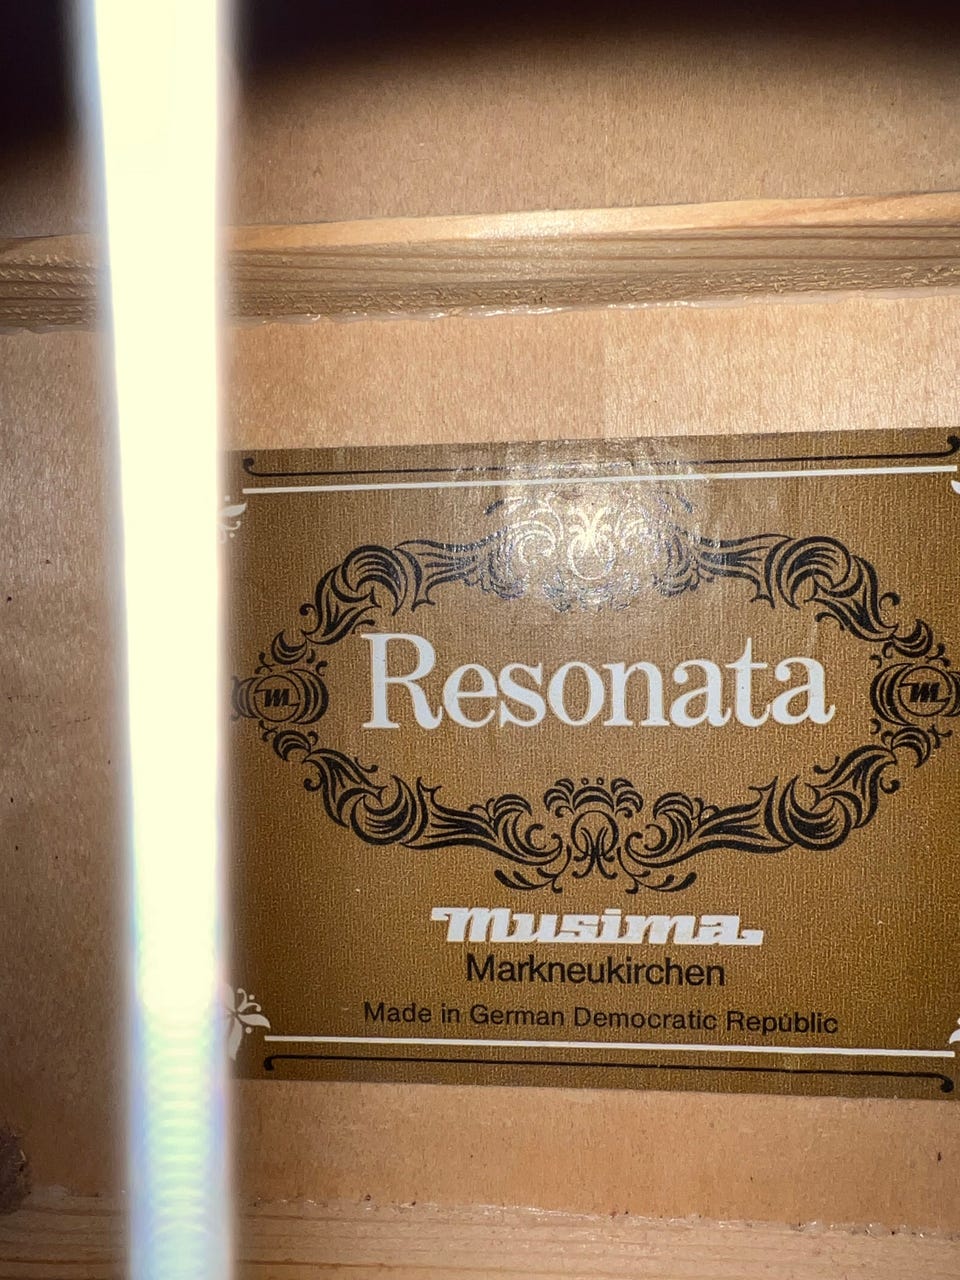 Resonata
musima
Markneukirchen
Made in German Democratic Republic